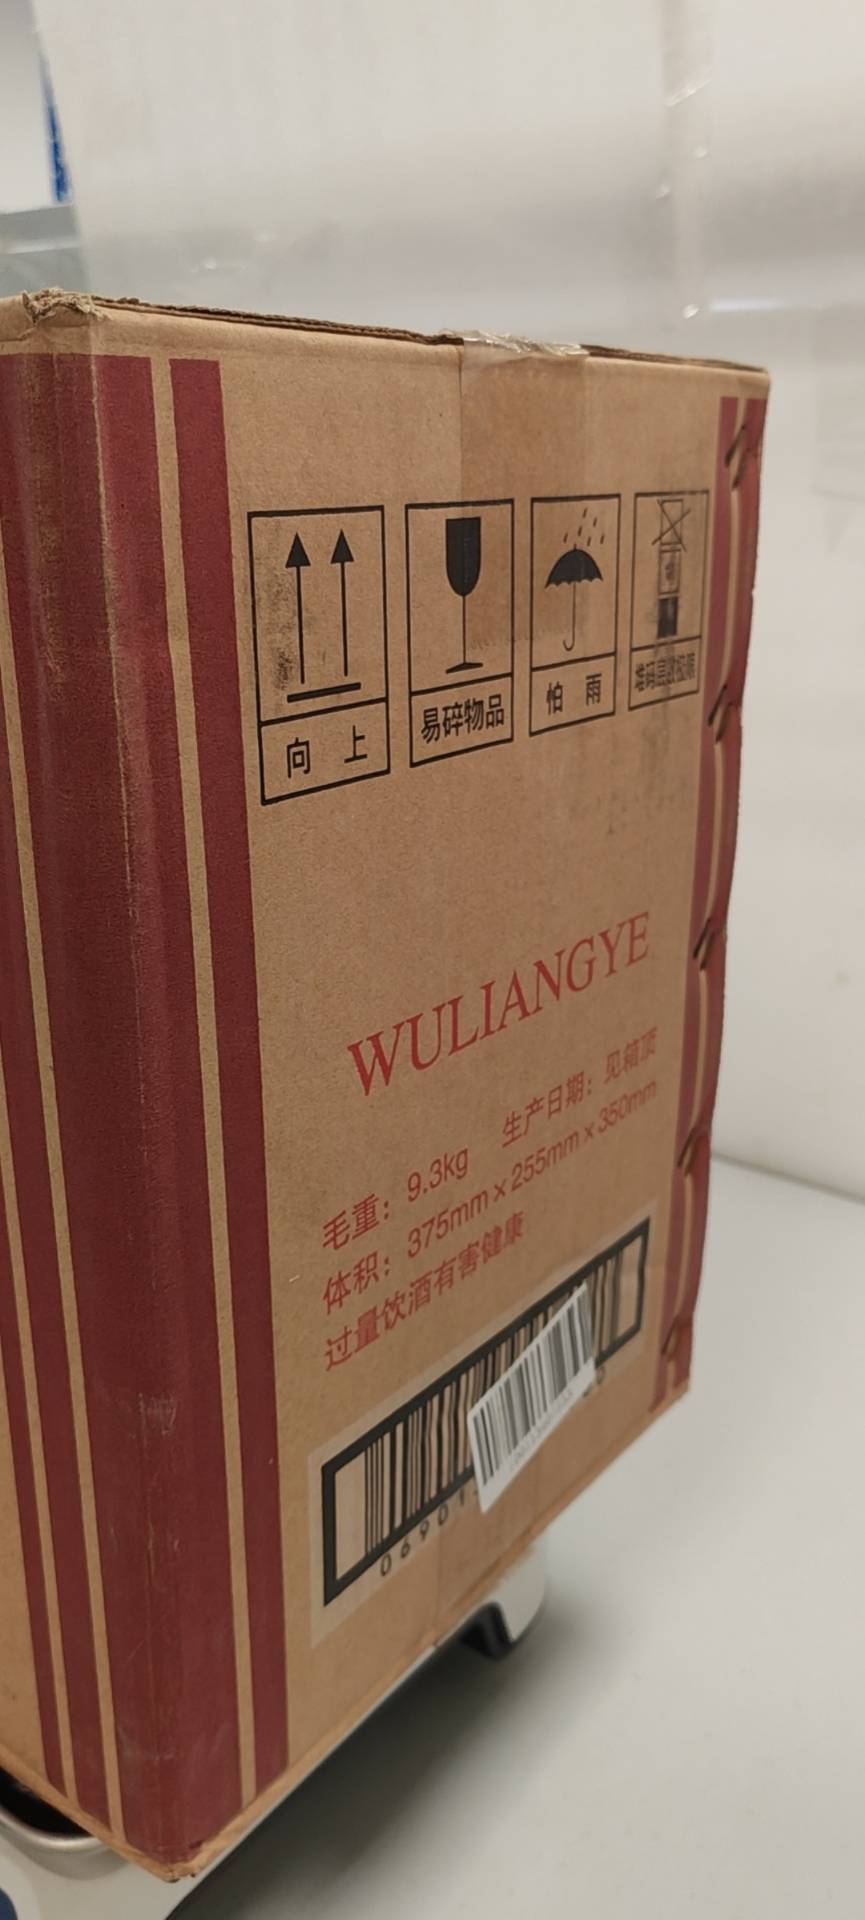 向 上
易碎物品
怕 雨
堆码层数极限
WULIANGYE
毛重：9.3kg 生产日期：见箱顶
体积：375mm×255mm×350mm
过量饮酒有害健康
06901